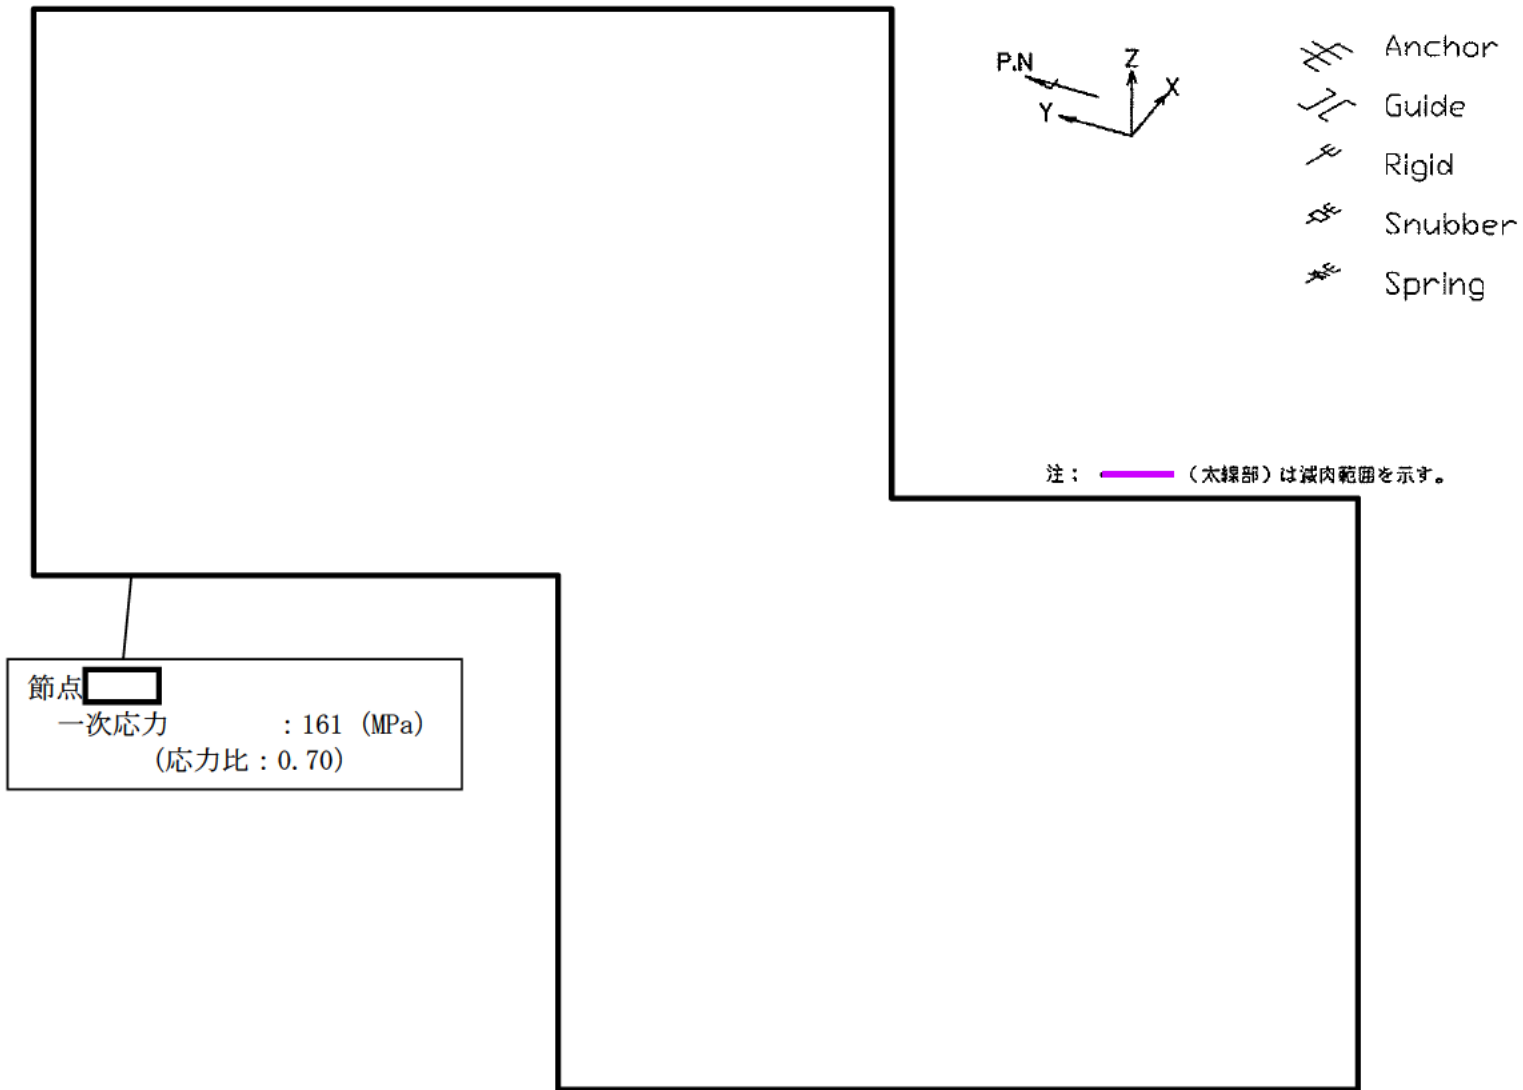 P.N
Z
X
Y
Anchor
Guide
Rigid
Snubber
Spring
注： （太線部）は減肉範囲を示す。
節点
一次応力 : 161 (MPa)
(応力比 : 0.70)